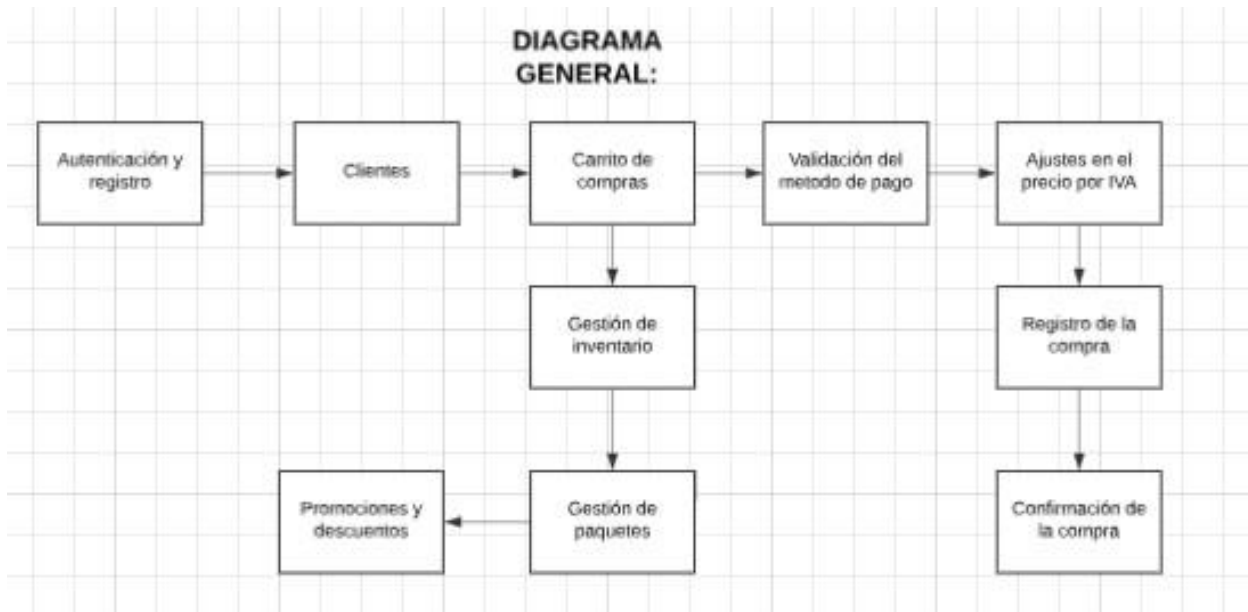 DIAGRAMA
GENERAL:
Autenticación y
registro
Clientes
Carrito de
compras
Validación del
metodo de pago
Ajustes en el
precio por IVA
Gestión de
inventario
Registro de la
compra
Promociones y
descuentos
Gestión de
paquetes
Confirmación de
la compra